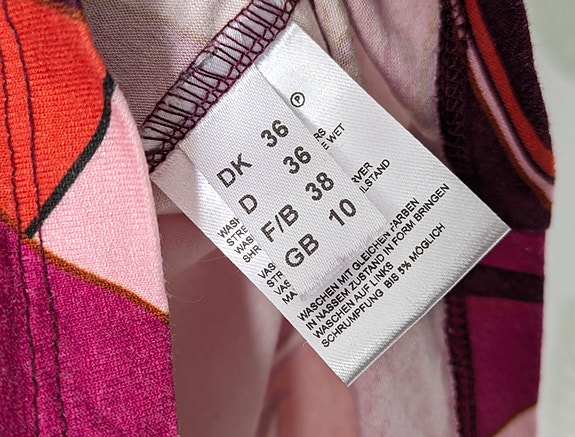 DK 36
D 36
F/B 38
GB 10
Ⓟ
E WET
WASCHEN MIT GLEICHEN FARBEN
IN NASSEM ZUSTAND IN FORM BRINGEN
WASCHEN AUF LINKS
SCHRUMPFUNG BIS 5% MÖGLICH